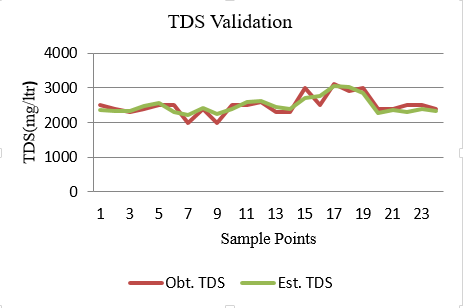 TDS Validation
4000
3000
2000
1000
0
TDS(mg/ltr)
1 3 5 7 9 11 13 15 17 19 21 23
Sample Points
Obt. TDS Est. TDS